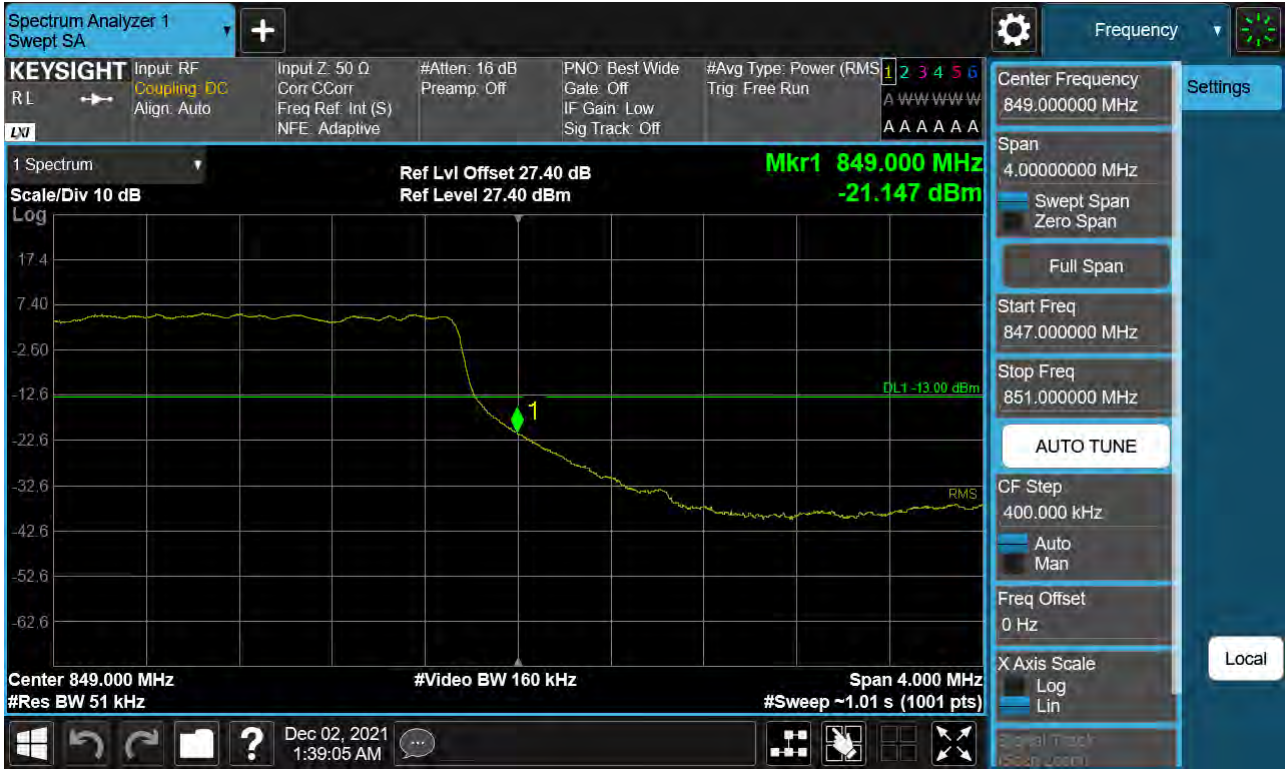 Spectrum Analyzer 1
Swept SA
+
Frequency
KEYSIGHT
RL
LXI
Input: RF
Coupling: DC
Align: Auto
Input Z: 50 Ω
Corr CCorr
Freq Ref: Int (S)
NFE: Adaptive
#Atten: 16 dB
Preamp: Off
PNO: Best Wide
Gate: Off
IF Gain: Low
Sig Track: Off
#Avg Type: Power (RMS
Trig: Free Run
1 2 3 4 5 6
A W W W W W
A A A A A A
1 Spectrum
Scale/Div 10 dB
Log
Ref Lvl Offset 27.40 dB
Ref Level 27.40 dBm
Mkr1 849.000 MHz
-21.147 dBm
17.4
7.40
-2.60
-12.6
-22.6
-32.6
-42.6
-52.6
-62.6
DL1 -13.00 dBm
1
RMS
Center 849.000 MHz
#Res BW 51 kHz
#Video BW 160 kHz
Span 4.000 MHz
#Sweep ~1.01 s (1001 pts)
Center Frequency
849.000000 MHz
Span
4.00000000 MHz
Swept Span
Zero Span
Full Span
Start Freq
847.000000 MHz
Stop Freq
851.000000 MHz
AUTO TUNE
CF Step
400.000 kHz
Auto
Man
Freq Offset
0 Hz
X Axis Scale
Log
Lin
Signal Track
(Span Zoom)
Settings
Local
?
Dec 02, 2021
1:39:05 AM